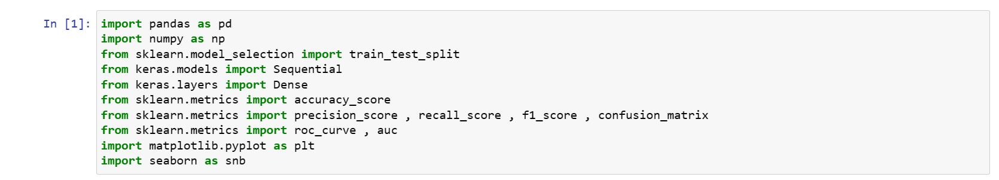 In [1]: import pandas as pd
import numpy as np
from sklearn.model_selection import train_test_split
from keras.models import Sequential
from keras.layers import Dense
from sklearn.metrics import accuracy_score
from sklearn.metrics import precision_score , recall_score , f1_score , confusion_matrix
from sklearn.metrics import roc_curve , auc
import matplotlib.pyplot as plt
import seaborn as snb